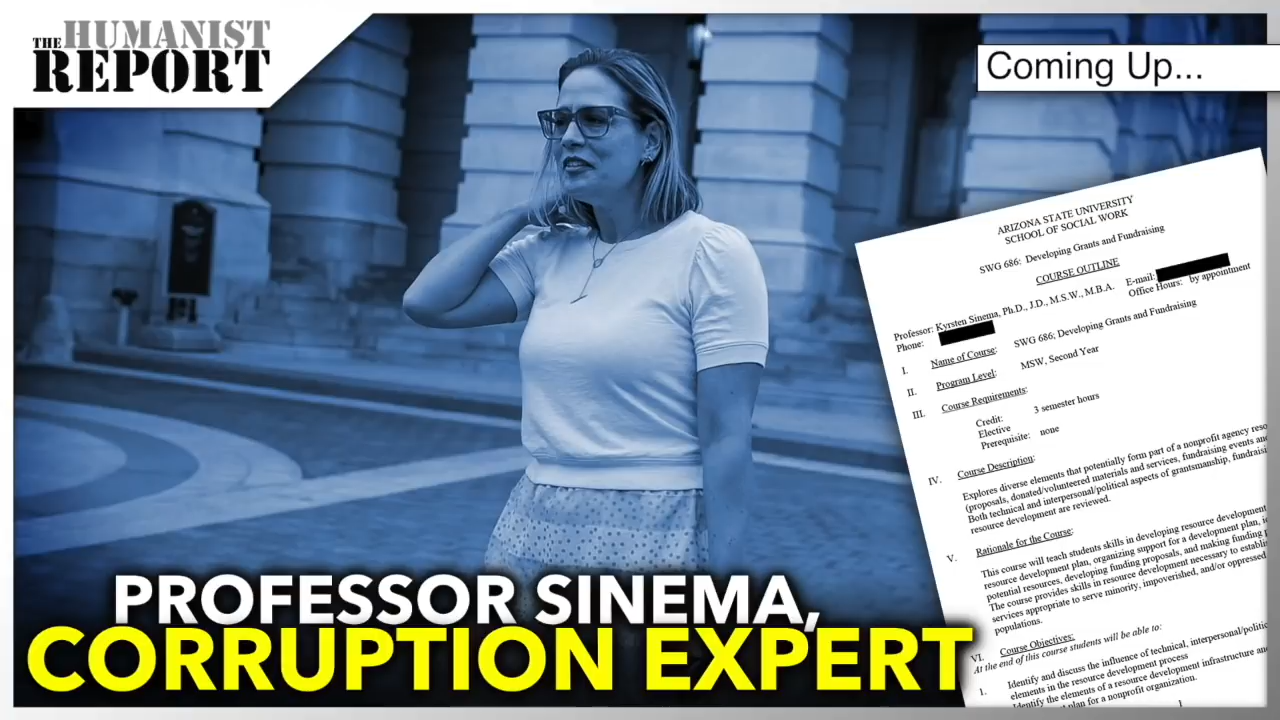 THE HUMANIST
REPORT
Coming Up...
ARIZONA STATE UNIVERSITY
SCHOOL OF SOCIAL WORK
SWG 686: Developing Grants and Fundraising
COURSE OUTLINE
Professor: Kyrsten Sinema, Ph.D., J.D., M.S.W., M.B.A. E-mail:
Phone: Office Hours: by appointment
I. Name of Course: SWG 686; Developing Grants and Fundraising
II. Program Level: MSW, Second Year
III. Course Requirements:
Credit: 3 semester hours
Elective
Prerequisite: none
IV. Course Description:
Explores diverse elements that potentially form part of a nonprofit agency
(proposals, donated/volunteered materials and services, fundraising events
Both technical and interpersonal/political aspects of grantsmanship,
resource development are reviewed.
V. Rationale for the Course:
This course will teach students skills in developing resource development
resource development plan, organizing support for a development plan,
potential resources, developing funding proposals, and making funding
The course provides skills in resource development necessary to
services appropriate to serve minority, impoverished, and/or oppressed
populations.
VI. Course Objectives:
At the end of this course students will be able to:
1. Identify and discuss the influence of technical,
elements in the resource development process
Identify the elements of a resource development infrastructure
plan for a nonprofit organization.
PROFESSOR SINEMA,
CORRUPTION EXPERT